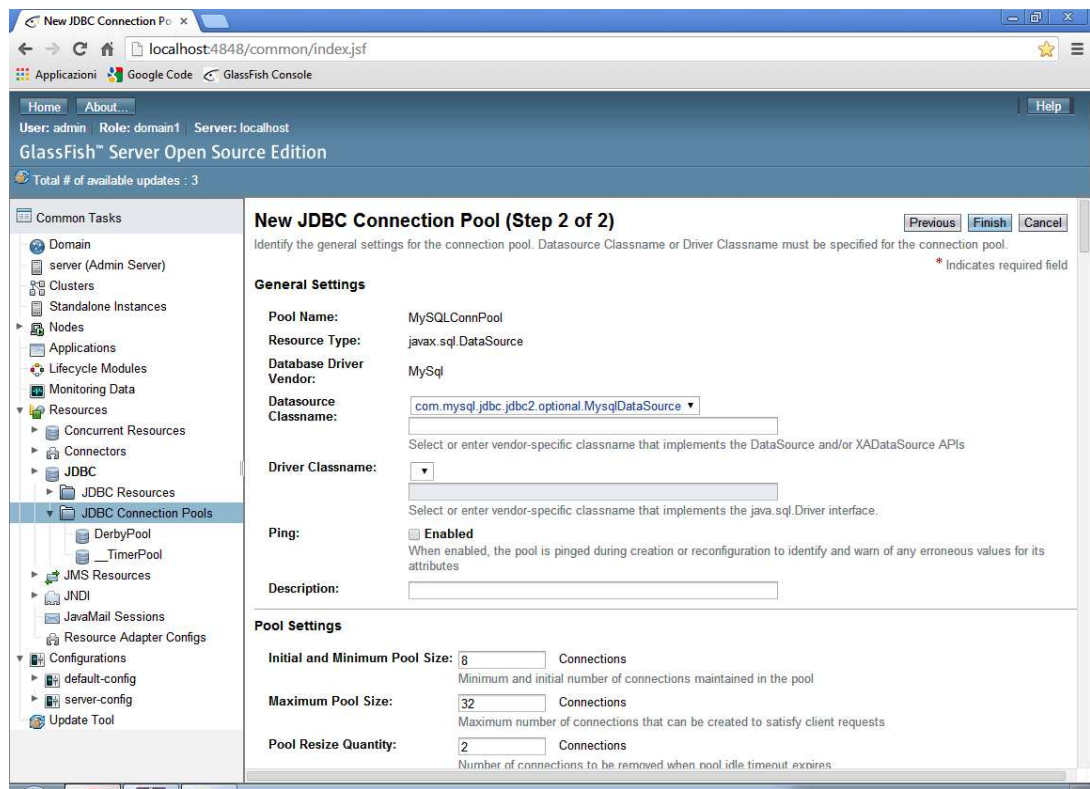 New JDBC Connection Po
localhost:4848/common/index.jsf
Applicazioni Google Code GlassFish Console
Home About... Help
User: admin Role: domain1 Server: localhost
GlassFish™ Server Open Source Edition
Total # of available updates : 3
Common Tasks
Domain
server (Admin Server)
Clusters
Standalone Instances
Nodes
Applications
Lifecycle Modules
Monitoring Data
Resources
Concurrent Resources
Connectors
JDBC
JDBC Resources
JDBC Connection Pools
DerbyPool
__TimerPool
JMS Resources
JNDI
JavaMail Sessions
Resource Adapter Configs
Configurations
default-config
server-config
Update Tool
New JDBC Connection Pool (Step 2 of 2)
Previous Finish Cancel
Identify the general settings for the connection pool. Datasource Classname or Driver Classname must be specified for the connection pool.
* Indicates required field
General Settings
Pool Name: MySQLConnPool
Resource Type: javax.sql.DataSource
Database Driver
Vendor: MySql
Datasource
Classname: com.mysql.jdbc.jdbc2.optional.MysqlDataSource
Select or enter vendor-specific classname that implements the DataSource and/or XADataSource APIs
Driver Classname:
Select or enter vendor-specific classname that implements the java.sql.Driver interface.
Ping: Enabled
When enabled, the pool is pinged during creation or reconfiguration to identify and warn of any erroneous values for its
attributes
Description:
Pool Settings
Initial and Minimum Pool Size: 8 Connections
Minimum and initial number of connections maintained in the pool
Maximum Pool Size: 32 Connections
Maximum number of connections that can be created to satisfy client requests
Pool Resize Quantity: 2 Connections
Number of connections to be removed when pool idle timeout expires